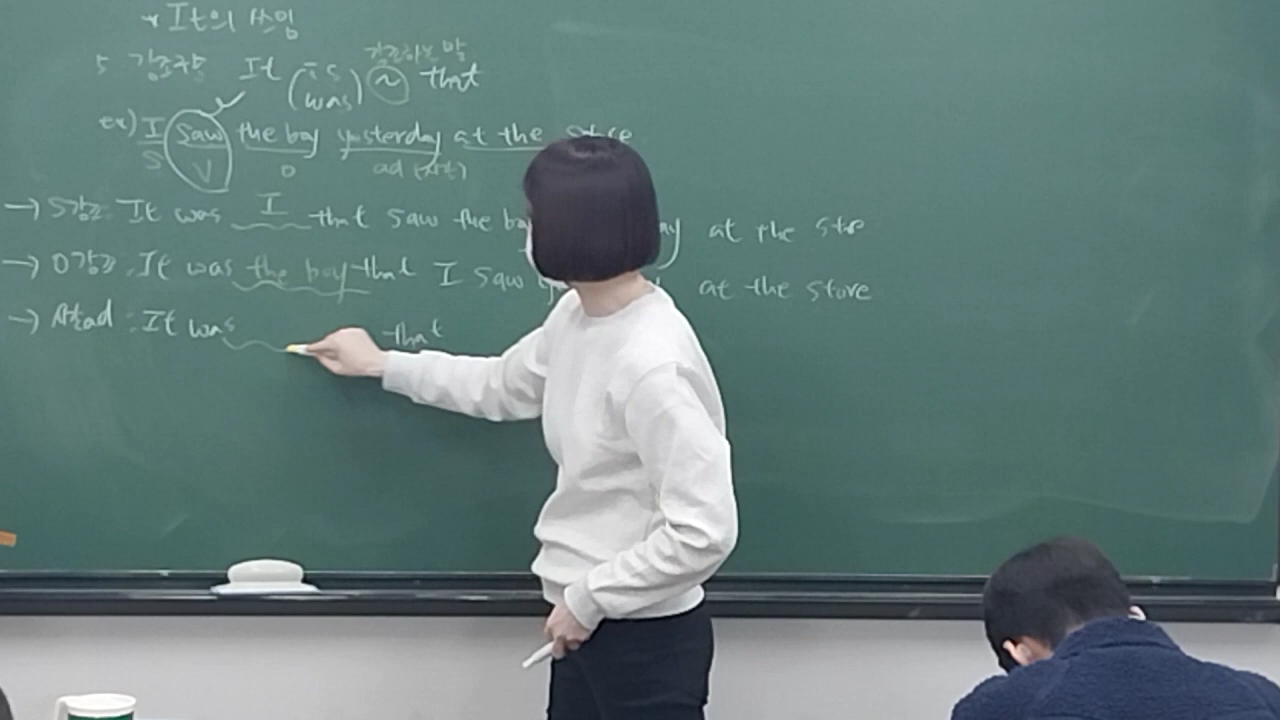 * It의 쓰임
5 강조구문 It (is was) ~ that
강조하는 말
ex) I saw the boy yesterday at the store
S V O ad (시간)
→ S강조. It was I that saw the bo ay at the store
→ O강조. It was the boy that I saw y at the store
→ 시간ad : It was that